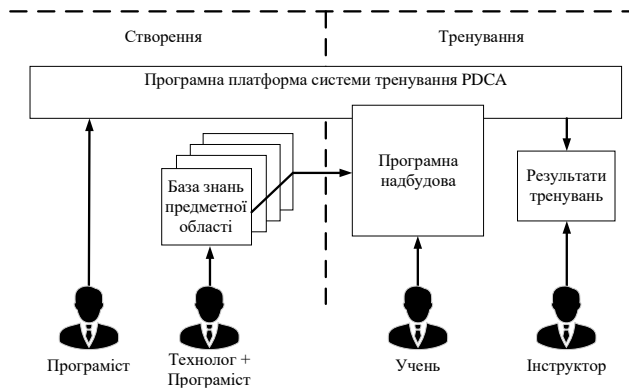 Створення
Тренування
Програмна платформа системи тренування PDCA
База знань
предметної
області
Програмна
надбудова
Результати
тренувань
Програміст
Технолог +
Програміст
Учень
Інструктор